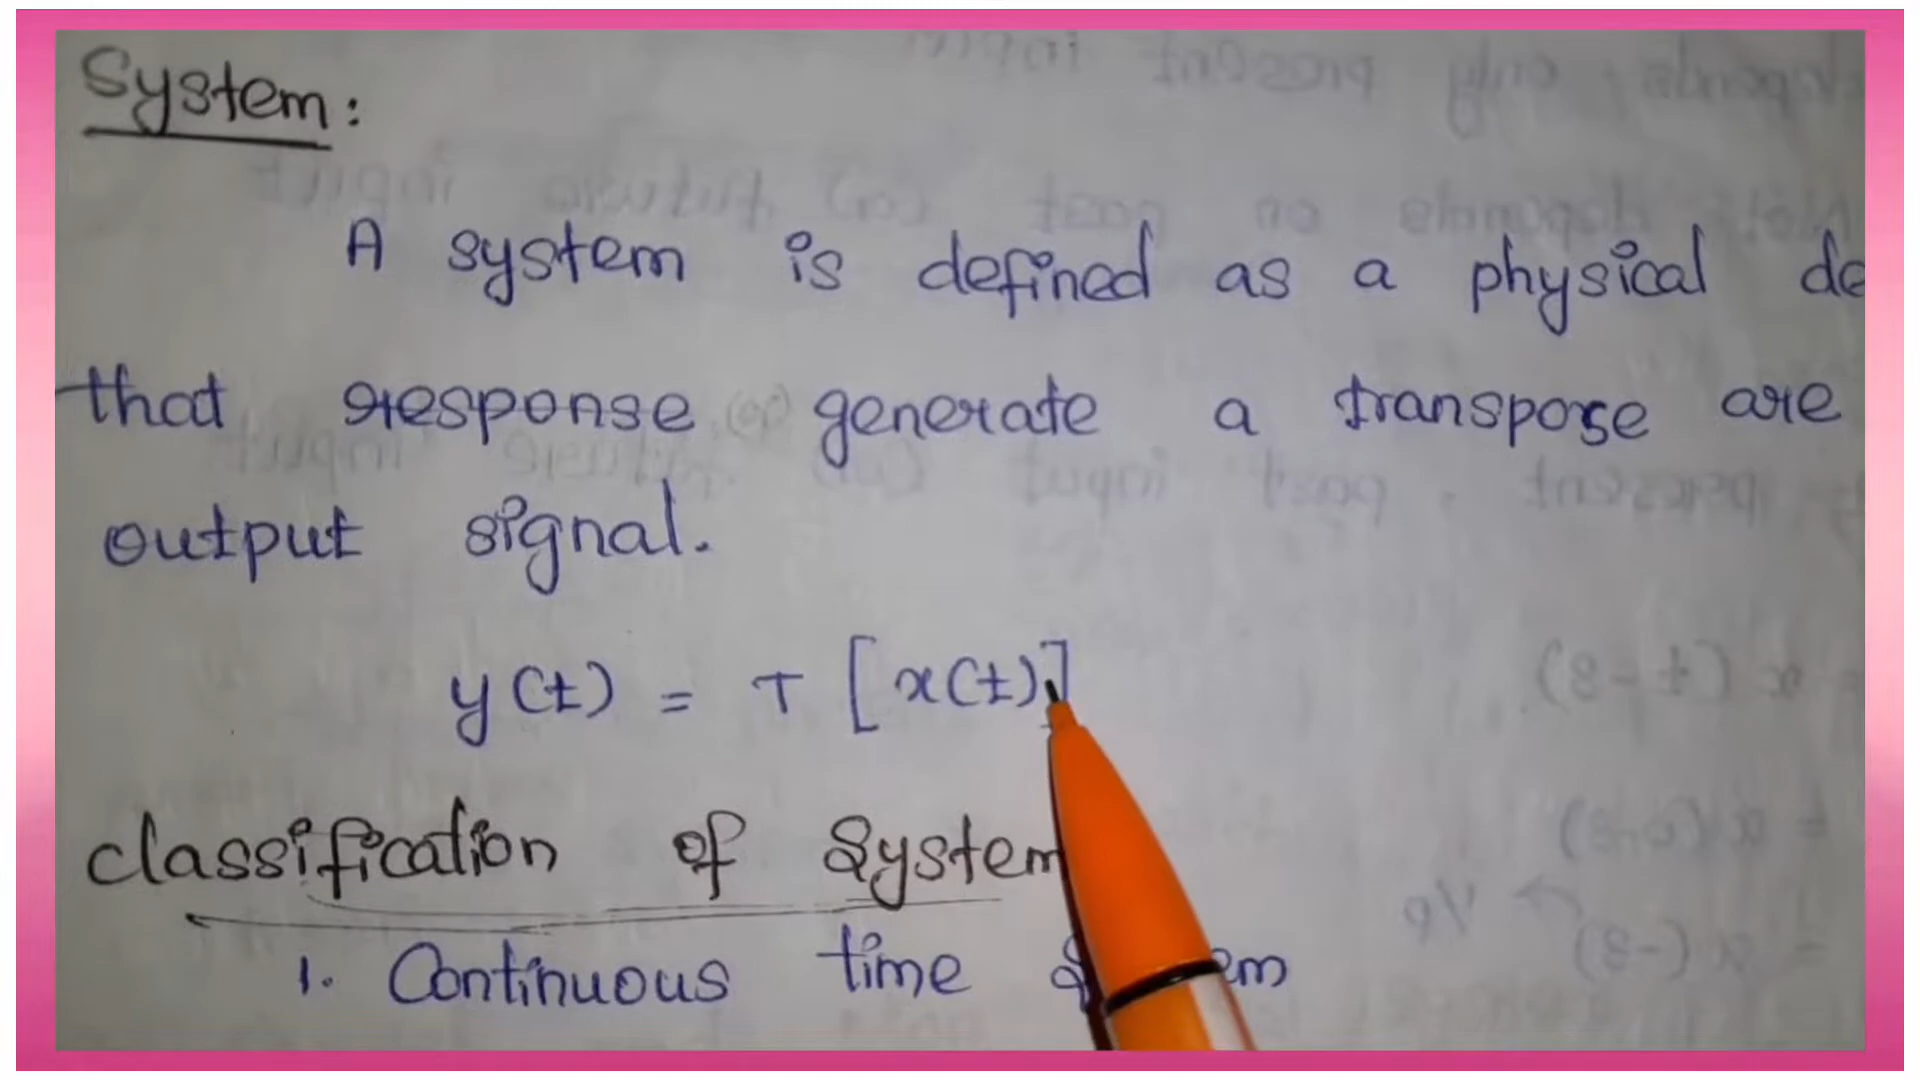 System:
A system is defined as a physical de
that response generate a transpose are
output signal.
y(t) = T [x(t)]
classification of System
1. Continuous time